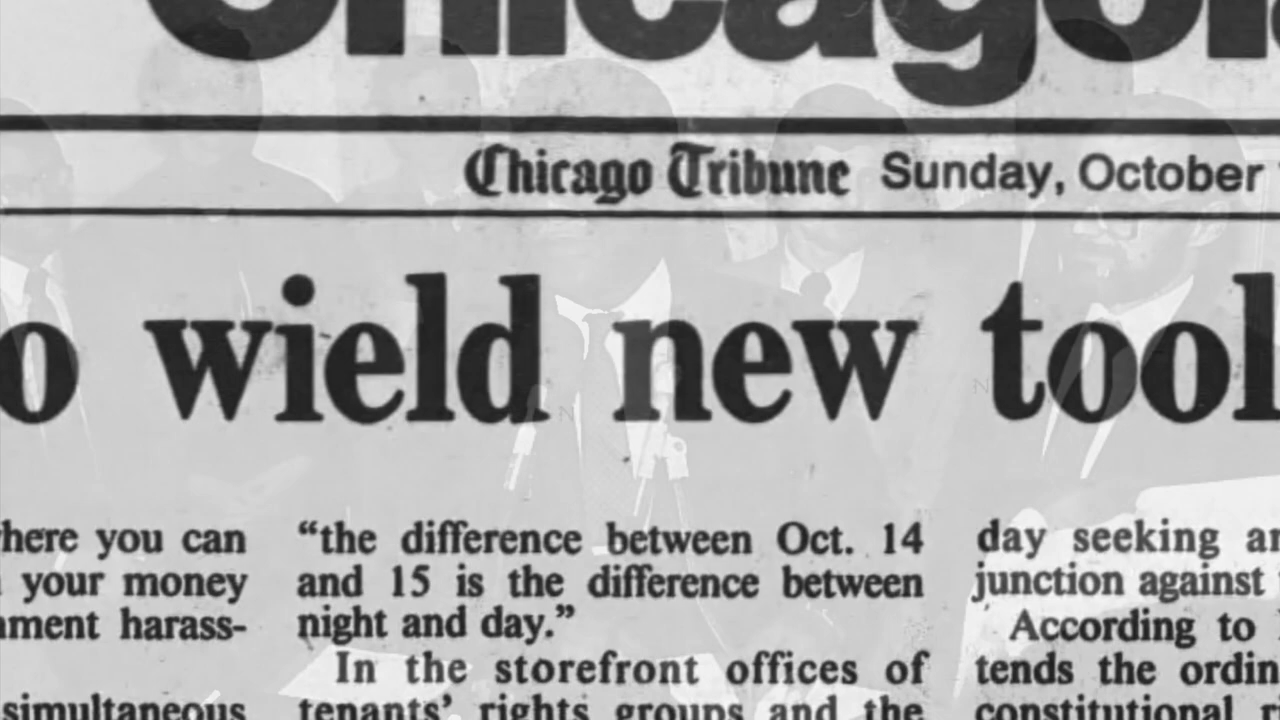 Chicagol
Chicago Tribune Sunday, October
o wield new tool
here you can
your money
nment harass-
simultaneous
“the difference between Oct. 14
and 15 is the difference between
night and day.”
In the storefront offices of
tenants’ rights groups and the
day seeking an
junction against
According to
tends the ordin
constitutional r